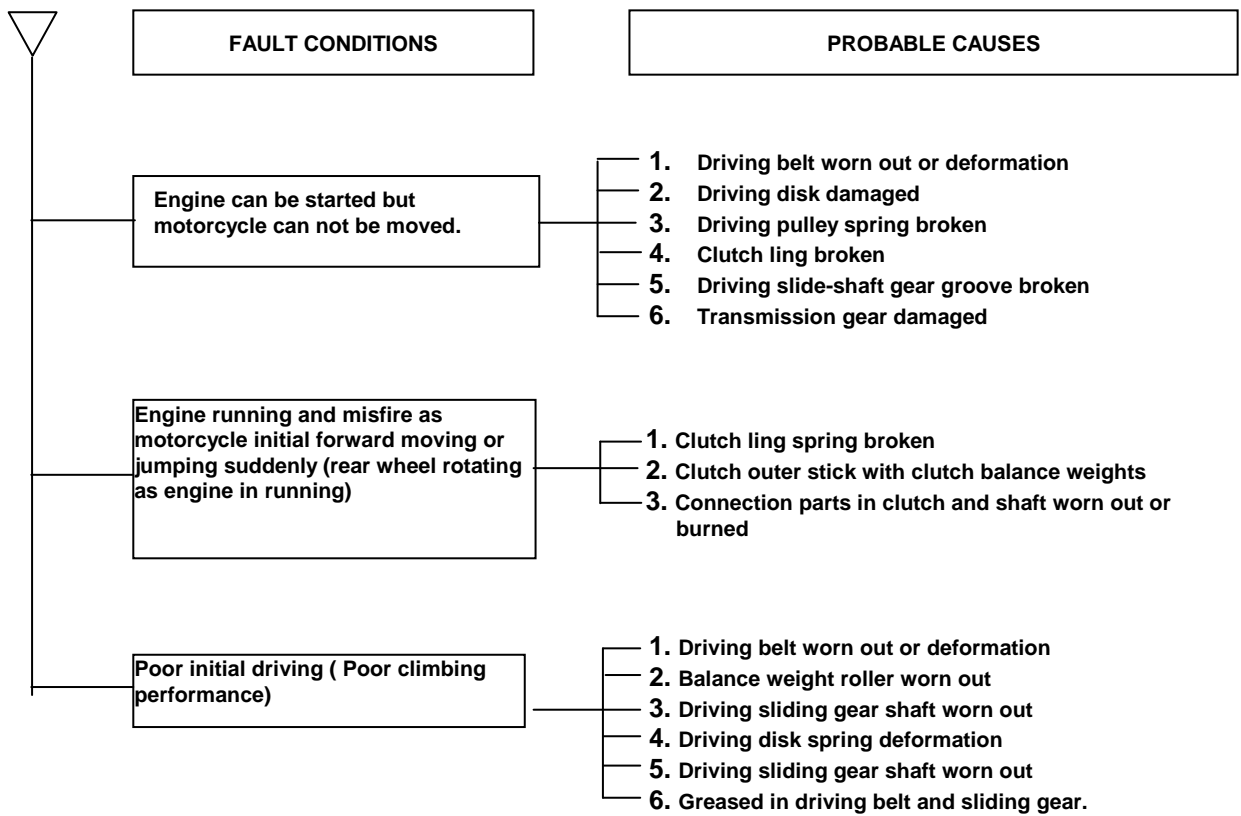 FAULT CONDITIONS
PROBABLE CAUSES
Engine can be started but
motorcycle can not be moved.
1. Driving belt worn out or deformation
2. Driving disk damaged
3. Driving pulley spring broken
4. Clutch ling broken
5. Driving slide-shaft gear groove broken
6. Transmission gear damaged
Engine running and misfire as
motorcycle initial forward moving or
jumping suddenly (rear wheel rotating
as engine in running)
1. Clutch ling spring broken
2. Clutch outer stick with clutch balance weights
3. Connection parts in clutch and shaft worn out or
burned
Poor initial driving ( Poor climbing
performance)
1. Driving belt worn out or deformation
2. Balance weight roller worn out
3. Driving sliding gear shaft worn out
4. Driving disk spring deformation
5. Driving sliding gear shaft worn out
6. Greased in driving belt and sliding gear.